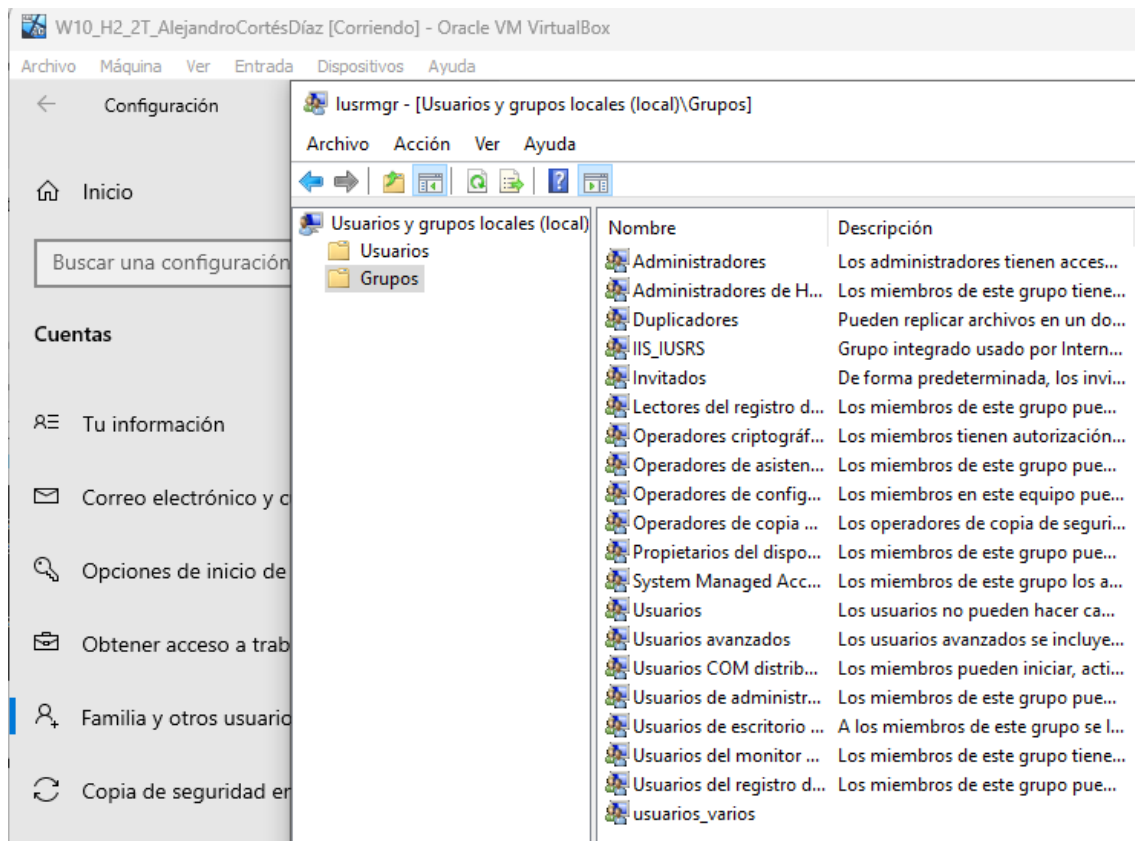 W10_H2_2T_AlejandroCortésDíaz [Corriendo] - Oracle VM VirtualBox
Archivo Máquina Ver Entrada Dispositivos Ayuda
Configuración
Inicio
Buscar una configuración
Cuentas
Tu información
Correo electrónico y c
Opciones de inicio de
Obtener acceso a trab
Familia y otros usuario
Copia de seguridad en
lusrmgr - [Usuarios y grupos locales (local)\Grupos]
Archivo Acción Ver Ayuda
Usuarios y grupos locales (local)
Usuarios
Grupos
Nombre Descripción
Administradores Los administradores tienen acces...
Administradores de H... Los miembros de este grupo tiene...
Duplicadores Pueden replicar archivos en un do...
IIS_IUSRS Grupo integrado usado por Intern...
Invitados De forma predeterminada, los invi...
Lectores del registro d... Los miembros de este grupo pue...
Operadores criptográf... Los miembros tienen autorización...
Operadores de asisten... Los miembros de este grupo pue...
Operadores de config... Los miembros en este equipo pue...
Operadores de copia ... Los operadores de copia de seguri...
Propietarios del dispo... Los miembros de este grupo pue...
System Managed Acc... Los miembros de este grupo los a...
Usuarios Los usuarios no pueden hacer ca...
Usuarios avanzados Los usuarios avanzados se incluye...
Usuarios COM distrib... Los miembros pueden iniciar, acti...
Usuarios de administr... Los miembros de este grupo pue...
Usuarios de escritorio ... A los miembros de este grupo se l...
Usuarios del monitor ... Los miembros de este grupo tiene...
Usuarios del registro d... Los miembros de este grupo pue...
usuarios_varios